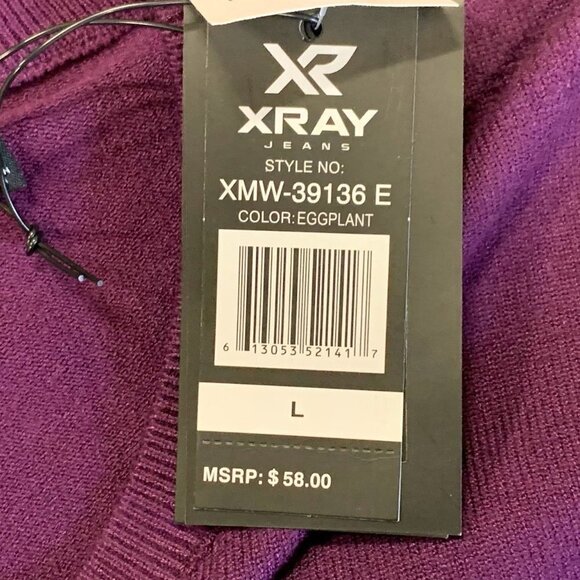 XR
XRAY
JEANS
STYLE NO:
XMW-39136 E
COLOR:EGGPLANT
6 13053 52141 7
L
MSRP: $ 58.00